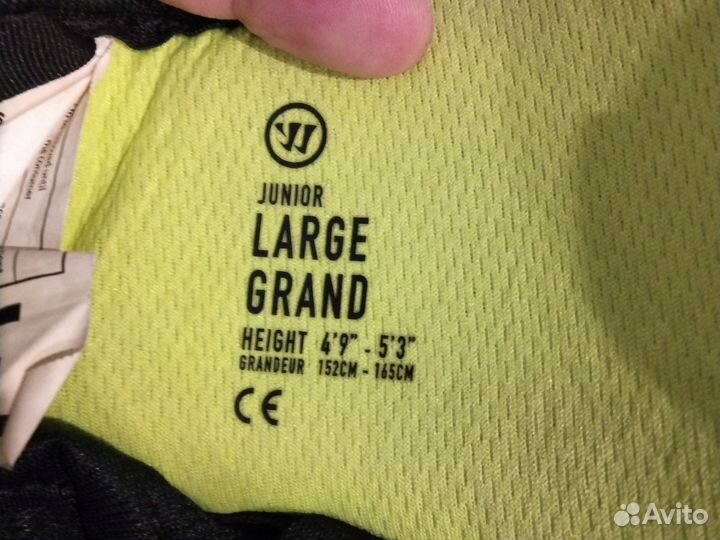 JUNIOR
LARGE
GRAND
HEIGHT 4'9" - 5'3"
GRANDEUR 152CM - 165CM
CE
Avito